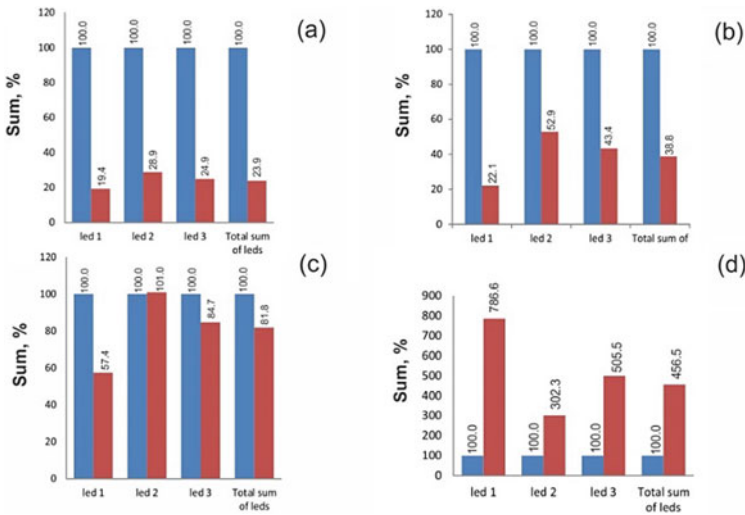 (a)
Sum, %
120
100
80
60
40
20
0
100.0
19.4
100.0
28.9
100.0
24.9
100.0
23.9
led 1
led 2
led 3
Total sum
of leds
(b)
Sum, %
120
100
80
60
40
20
0
100.0
22.1
100.0
52.9
100.0
43.4
100.0
38.8
led 1
led 2
led 3
Total sum of
(c)
Sum, %
120
100
80
60
40
20
0
100.0
57.4
100.0
101.0
100.0
84.7
100.0
81.8
led 1
led 2
led 3
Total sum
of leds
(d)
Sum, %
900
800
700
600
500
400
300
200
100
0
100.0
786.6
100.0
302.3
100.0
505.5
100.0
456.5
led 1
led 2
led 3
Total sum of
leds